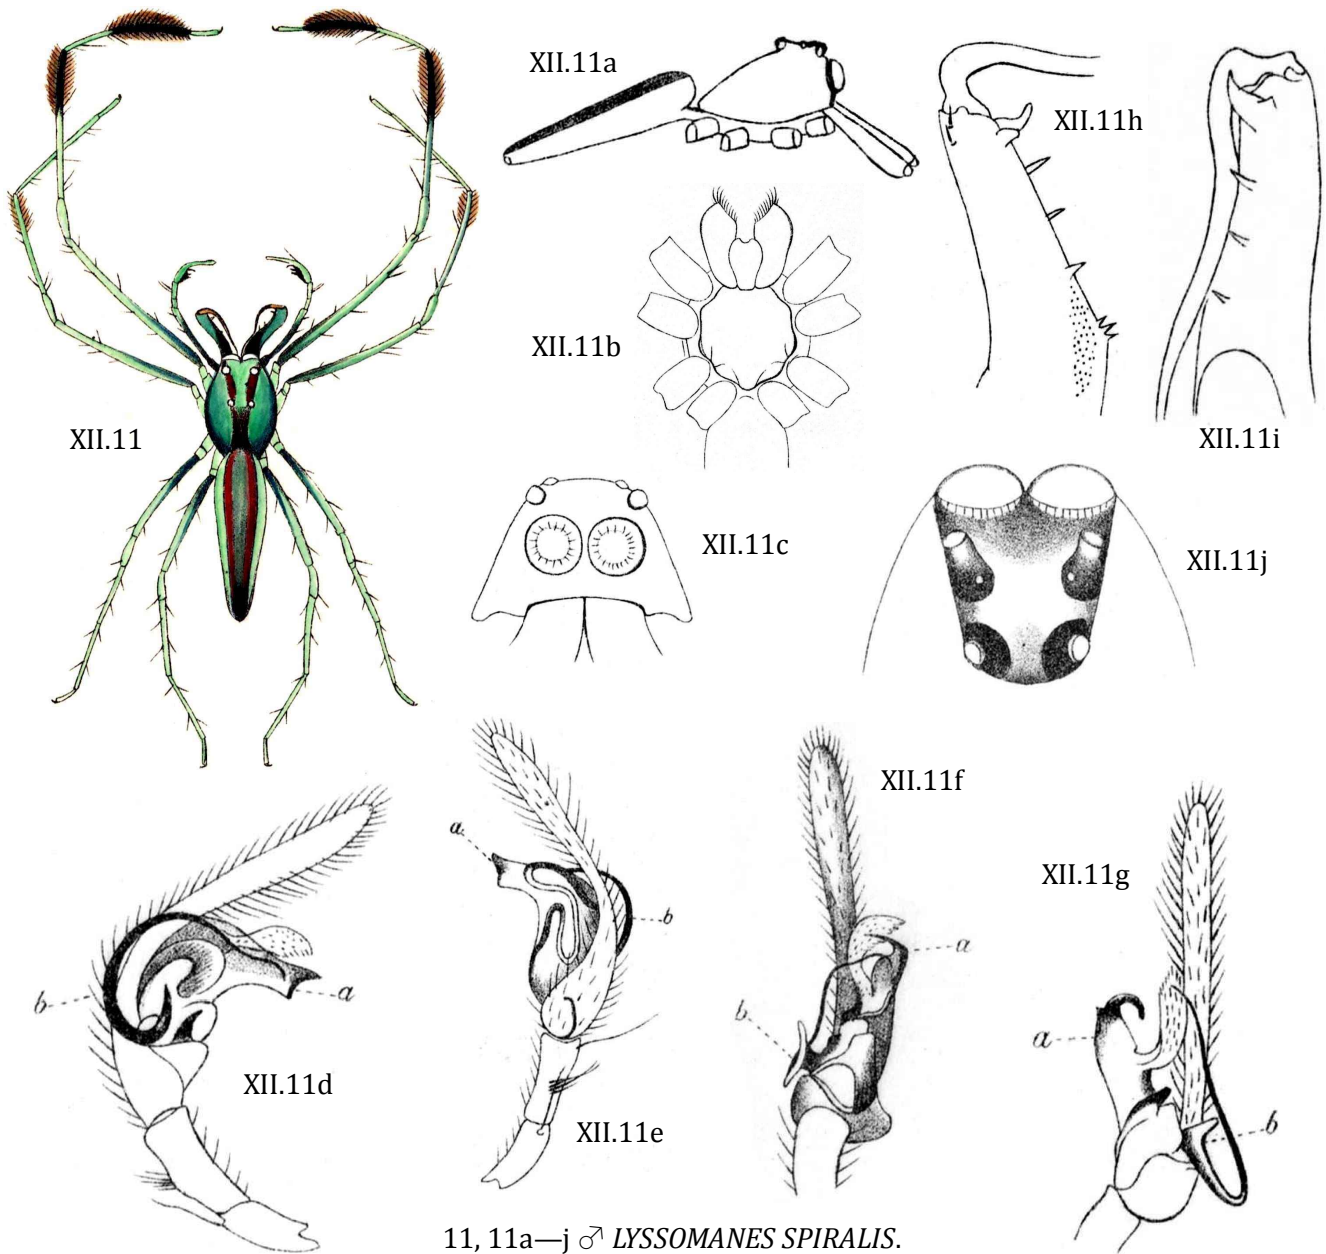 XII.11a
XII.11h
XII.11b
XII.11
XII.11i
XII.11c
XII.11j
XII.11f
a
b
XII.11g
a
b
a
b
a
b
XII.11d
XII.11e
11, 11a—j ♂ LYSSOMANES SPIRALIS.